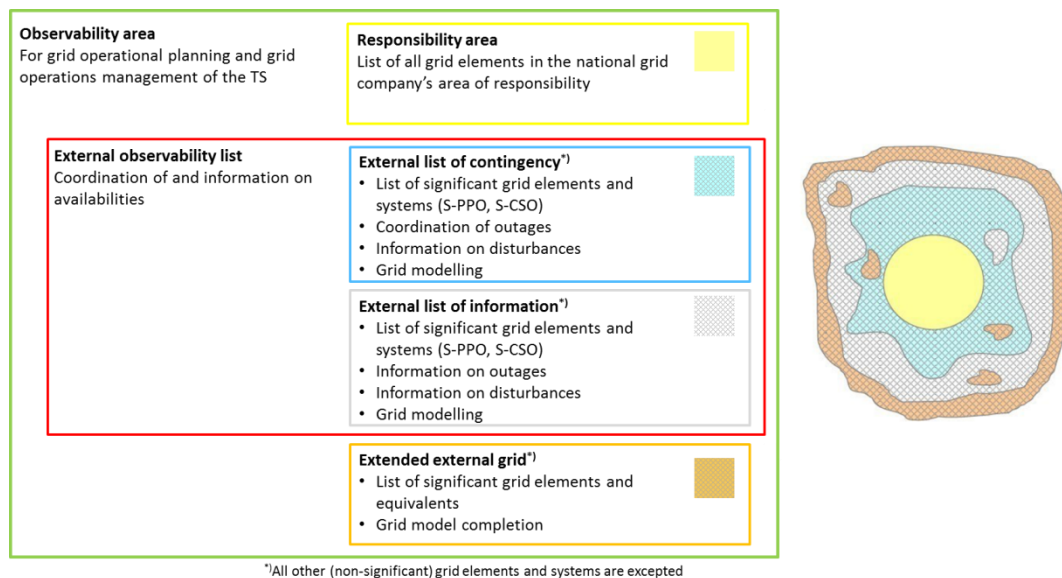 Observability area
For grid operational planning and grid
operations management of the TS
Responsibility area
List of all grid elements in the national grid
company's area of responsibility
External observability list
Coordination of and information on
availabilities
External list of contingency*)
• List of significant grid elements and
systems (S-PPO, S-CSO)
• Coordination of outages
• Information on disturbances
• Grid modelling
External list of information*)
• List of significant grid elements and
systems (S-PPO, S-CSO)
• Information on outages
• Information on disturbances
• Grid modelling
Extended external grid*)
• List of significant grid elements and
equivalents
• Grid model completion
*)All other (non-significant) grid elements and systems are excepted